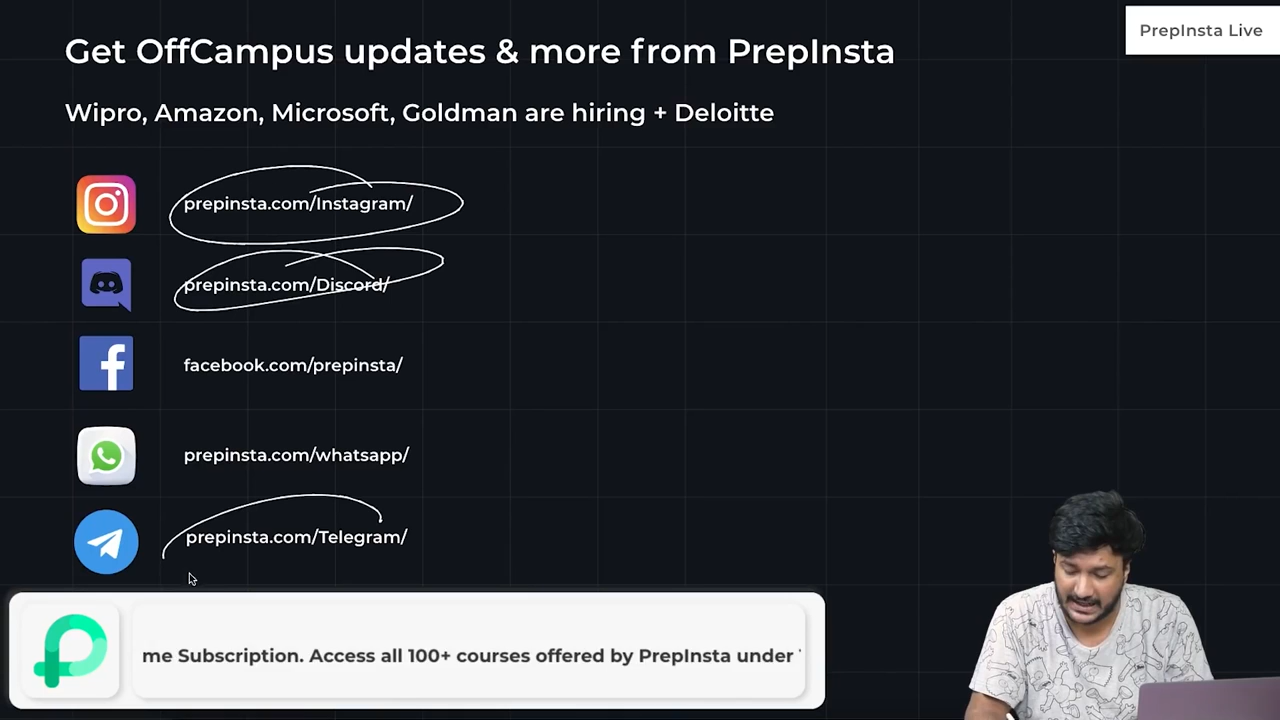 PrepInsta Live
Get OffCampus updates & more from PrepInsta
Wipro, Amazon, Microsoft, Goldman are hiring + Deloitte
prepinsta.com/Instagram/
prepinsta.com/Discord/
facebook.com/prepinsta/
prepinsta.com/whatsapp/
prepinsta.com/Telegram/
me Subscription. Access all 100+ courses offered by PrepInsta under '